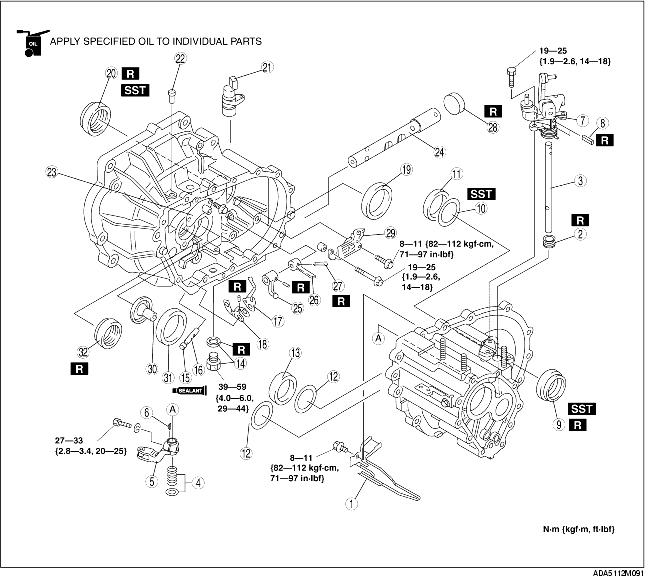 OIL
APPLY SPECIFIED OIL TO INDIVIDUAL PARTS
20
R
SST
22
21
19—25
{1.9—2.6, 14—18}
7
8
R
28
R
24
23
19
11
SST
10
3
R
2
29
8—11 {82—112 kgf·cm,
71—97 in·lbf}
19—25
{1.9—2.6,
14—18}
R
R
27
R
26
25
17
18
R
14
32
R
30
31
15
16
SEALANT
39—59
{4.0—6.0,
29—44}
13
12
12
A
SST
9
R
6
A
27—33
{2.8—3.4, 20—25}
5
4
8—11
{82—112 kgf·cm,
71—97 in·lbf}
1
N·m {kgf·m, ft·lbf}
ADA5112M091